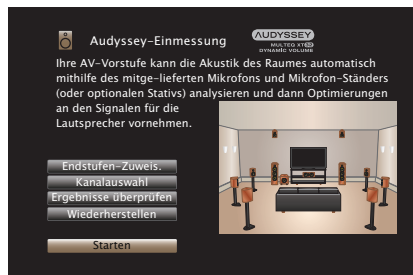 Audyssey-Einmessung
AUDYSSEY
MULTEQ XT32
DYNAMIC VOLUME
Ihre AV-Vorstufe kann die Akustik des Raumes automatisch
mithilfe des mitge-lieferten Mikrofons und Mikrofon-Ständers
(oder optionalen Stativs) analysieren und dann Optimierungen
an den Signalen für die
Lautsprecher vornehmen.
Endstufen-Zuweis.
Kanalauswahl
Ergebnisse überprüfen
Wiederherstellen
Starten